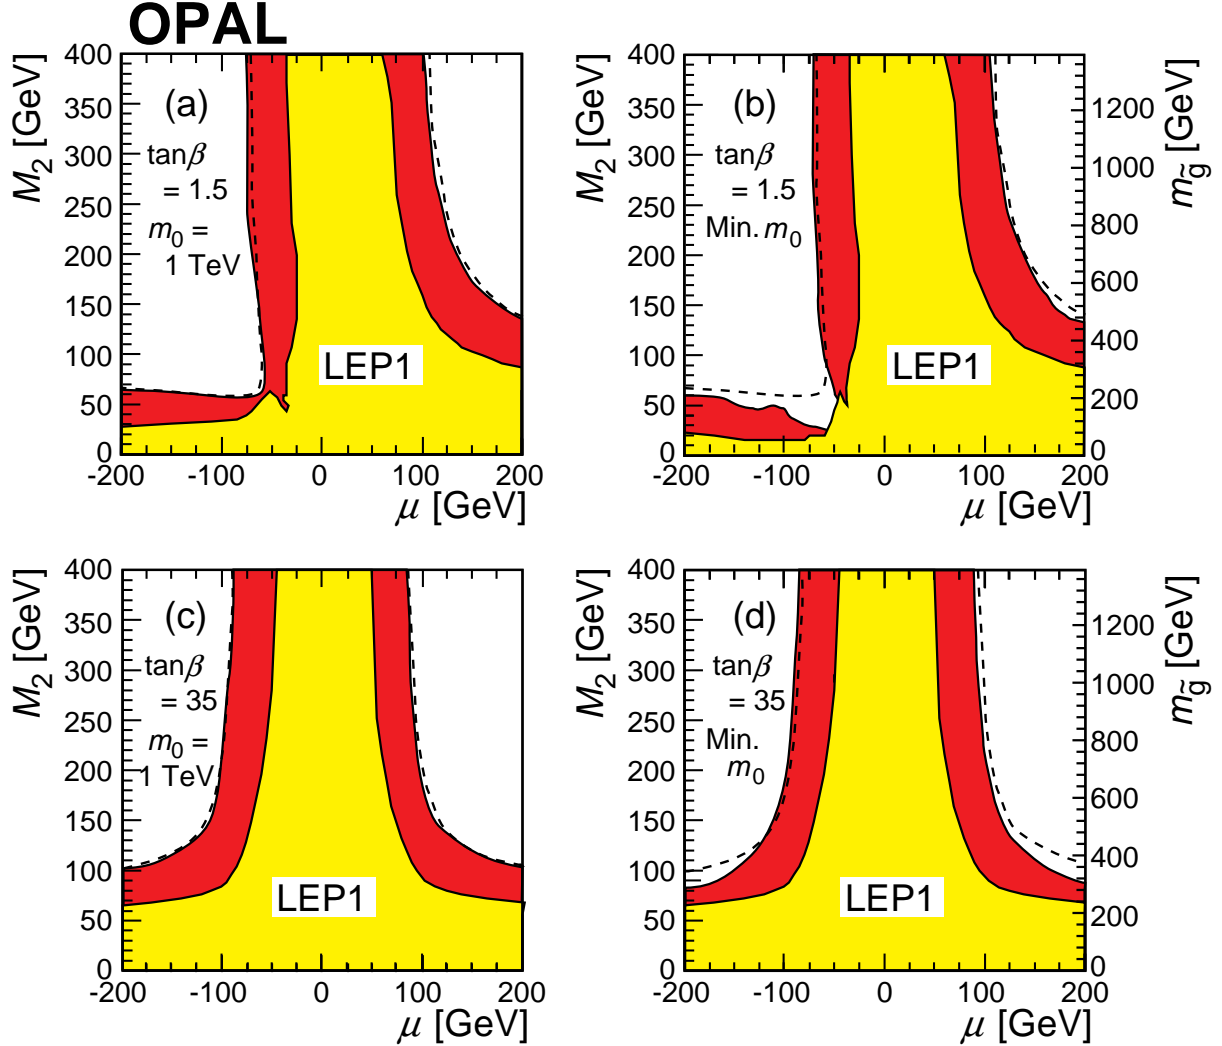 OPAL
M₂ [GeV]
400
350
300
250
200
150
100
50
0
(a)
tanβ
= 1.5
m₀ =
1 TeV
LEP1
-200 -100 0 100 200
μ [GeV]
M₂ [GeV]
400
350
300
250
200
150
100
50
0
(b)
tanβ
= 1.5
Min. m₀
LEP1
-200 -100 0 100 200
μ [GeV]
m_g̃ [GeV]
1200
1000
800
600
400
200
0
M₂ [GeV]
400
350
300
250
200
150
100
50
0
(c)
tanβ
= 35
m₀ =
1 TeV
LEP1
-200 -100 0 100 200
μ [GeV]
M₂ [GeV]
400
350
300
250
200
150
100
50
0
(d)
tanβ
= 35
Min.
m₀
LEP1
-200 -100 0 100 200
μ [GeV]
m_g̃ [GeV]
1200
1000
800
600
400
200
0